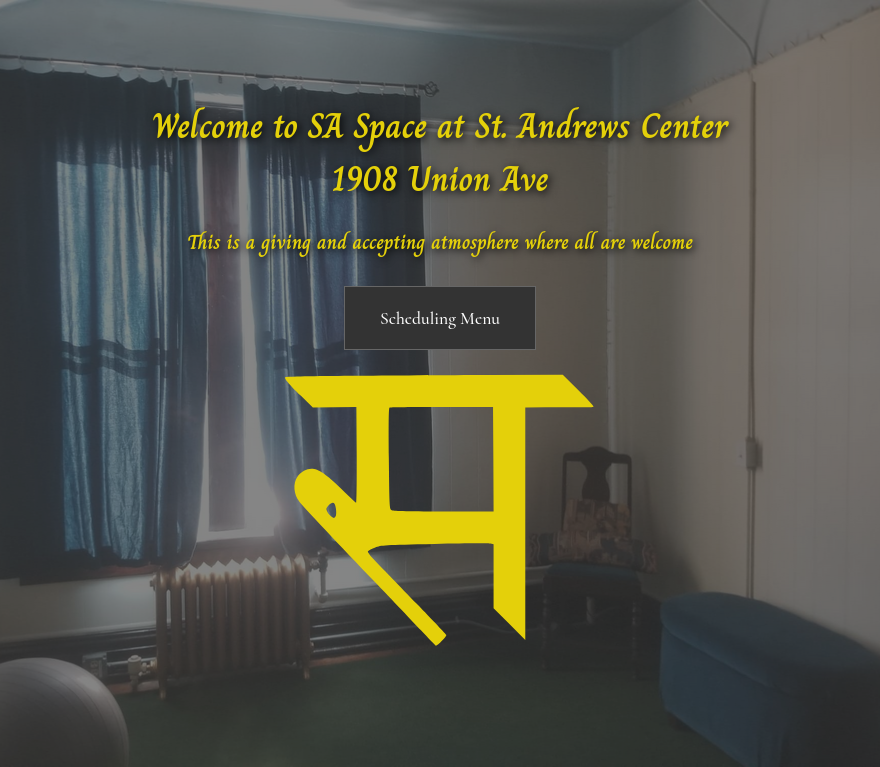 Welcome to SA Space at St. Andrews Center
1908 Union Ave
This is a giving and accepting atmosphere where all are welcome
Scheduling Menu
स